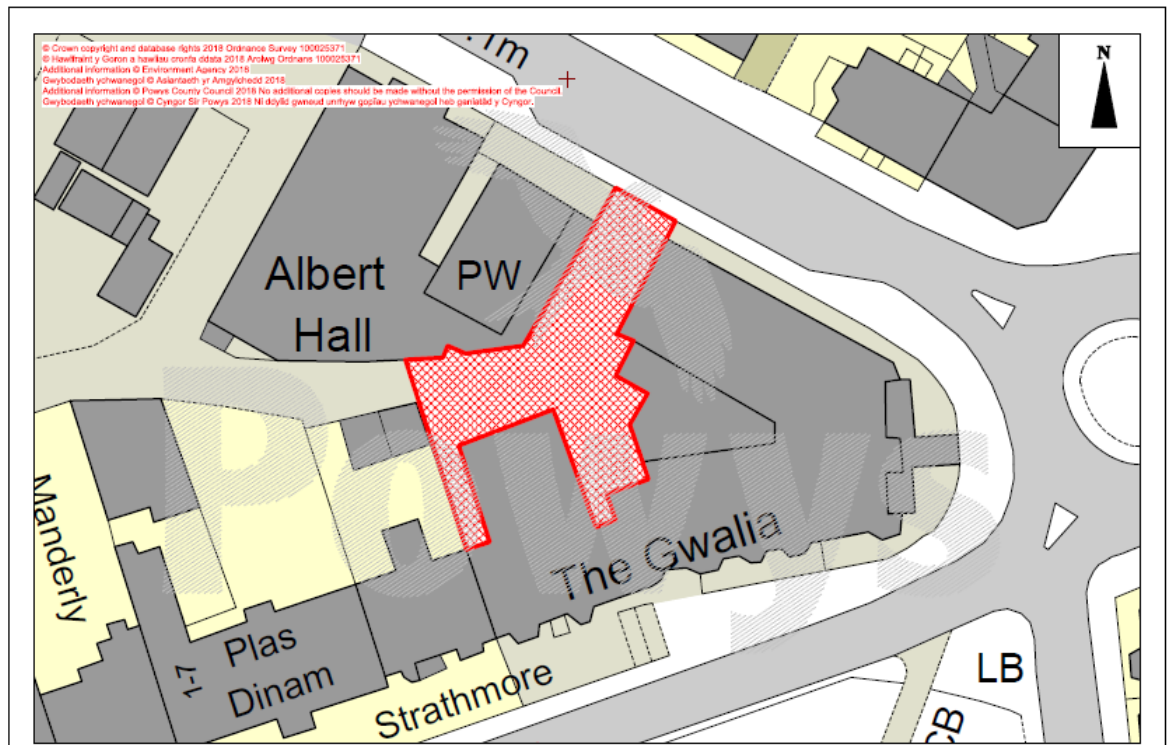 © Crown copyright and database rights 2018 Ordnance Survey 100025371
© Hawlfraint y Goron a hawliau cronfa ddata 2018 Arolwg Ordnans 100025371
Additional information © Environment Agency 2018
Gwybodaeth ychwanegol © Asiantaeth yr Amgylchedd 2018
Additional information © Powys County Council 2018 No additional copies should be made without the permission of the Council.
Gwybodaeth ychwanegol © Cyngor Sir Powys 2018 Ni ddylid gwneud unrhyw gopïau ychwanegol heb ganiatâd y Cyngor.
.1m
N
Albert
Hall
PW
Powys
Manderly
The Gwalia
Plas
Dinam
1-7
Strathmore
LB
CB